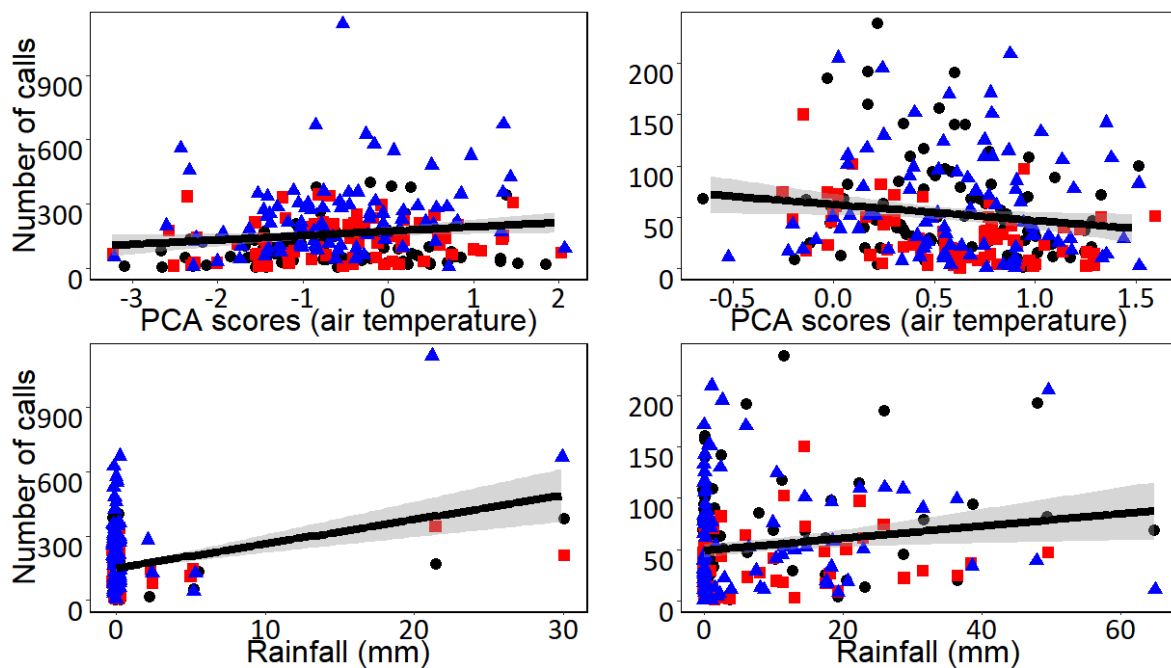 Number of calls
900
600
300
0
-3 -2 -1 0 1 2
PCA scores (air temperature)
200
150
100
50
0
-0.5 0.0 0.5 1.0 1.5
PCA scores (air temperature)
Number of calls
900
600
300
0
0 10 20 30
Rainfall (mm)
200
150
100
50
0
0 20 40 60
Rainfall (mm)